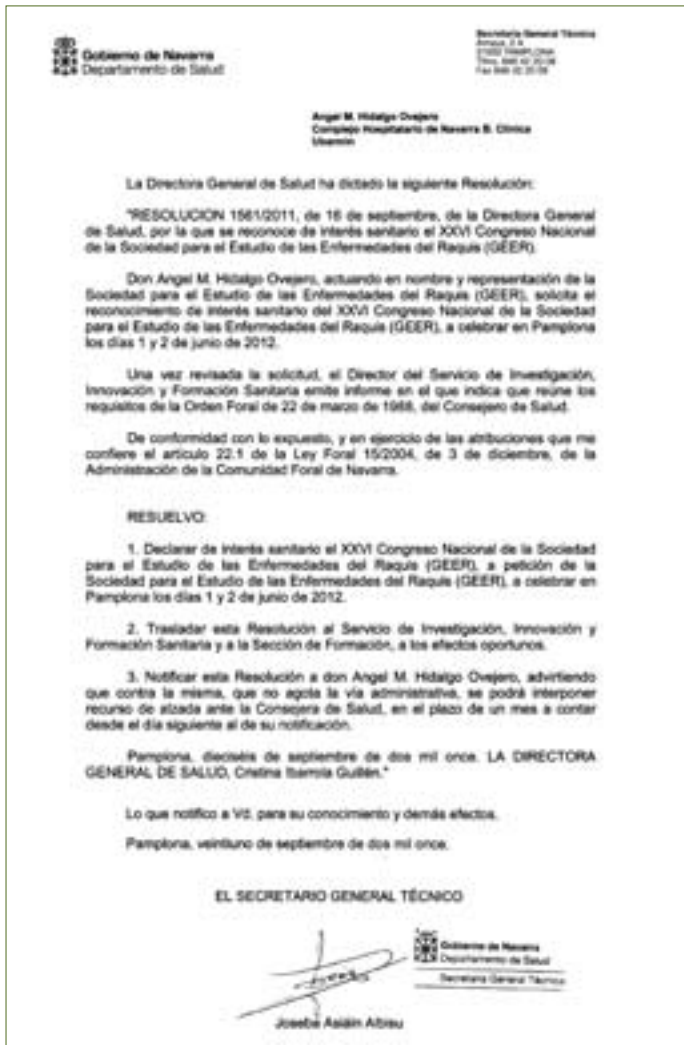 Gobierno de Navarra
Departamento de Salud
Secretaría General Técnica
Angel M. Hidalgo Ovejero
Complejo Hospitalario de Navarra B. Clínica
Ubarmin
La Directora General de Salud ha dictado la siguiente Resolución:
"RESOLUCION 1561/2011, de 16 de septiembre, de la Directora General
de Salud, por la que se reconoce de interés sanitario el XXVI Congreso Nacional
de la Sociedad para el Estudio de las Enfermedades del Raquis (GEER).
Don Angel M. Hidalgo Ovejero, actuando en nombre y representación de la
Sociedad para el Estudio de las Enfermedades del Raquis (GEER), solicita el
reconocimiento de interés sanitario del XXVI Congreso Nacional de la Sociedad
para el Estudio de las Enfermedades del Raquis (GEER), a celebrar en Pamplona
los días 1 y 2 de junio de 2012.
Una vez revisada la solicitud, el Director del Servicio de Investigación,
Innovación y Formación Sanitaria emite informe en el que indica que reúne los
requisitos de la Orden Foral de 22 de marzo de 1988, del Consejero de Salud.
De conformidad con lo expuesto, y en ejercicio de las atribuciones que me
confiere el artículo 22.1 de la Ley Foral 15/2004, de 3 de diciembre, de la
Administración de la Comunidad Foral de Navarra.
RESUELVO:
1. Declarar de interés sanitario el XXVI Congreso Nacional de la Sociedad
para el Estudio de las Enfermedades del Raquis (GEER), a petición de la
Sociedad para el Estudio de las Enfermedades del Raquis (GEER), a celebrar en
Pamplona los días 1 y 2 de junio de 2012.
2. Trasladar esta Resolución al Servicio de Investigación, Innovación y
Formación Sanitaria y a la Sección de Formación, a los efectos oportunos.
3. Notificar esta Resolución a don Angel M. Hidalgo Ovejero, advirtiendo
que contra la misma, que no agota la vía administrativa, se podrá interponer
recurso de alzada ante la Consejera de Salud, en el plazo de un mes a contar
desde el día siguiente al de su notificación.
Pamplona, dieciséis de septiembre de dos mil once. LA DIRECTORA
GENERAL DE SALUD, Cristina Ibarrola Guillén."
Lo que notifico a Vd. para su conocimiento y demás efectos.
Pamplona, veintiuno de septiembre de dos mil once.
EL SECRETARIO GENERAL TÉCNICO
Gobierno de Navarra
Departamento de Salud
Secretaría General Técnica
Joseba Asiáin Albisu